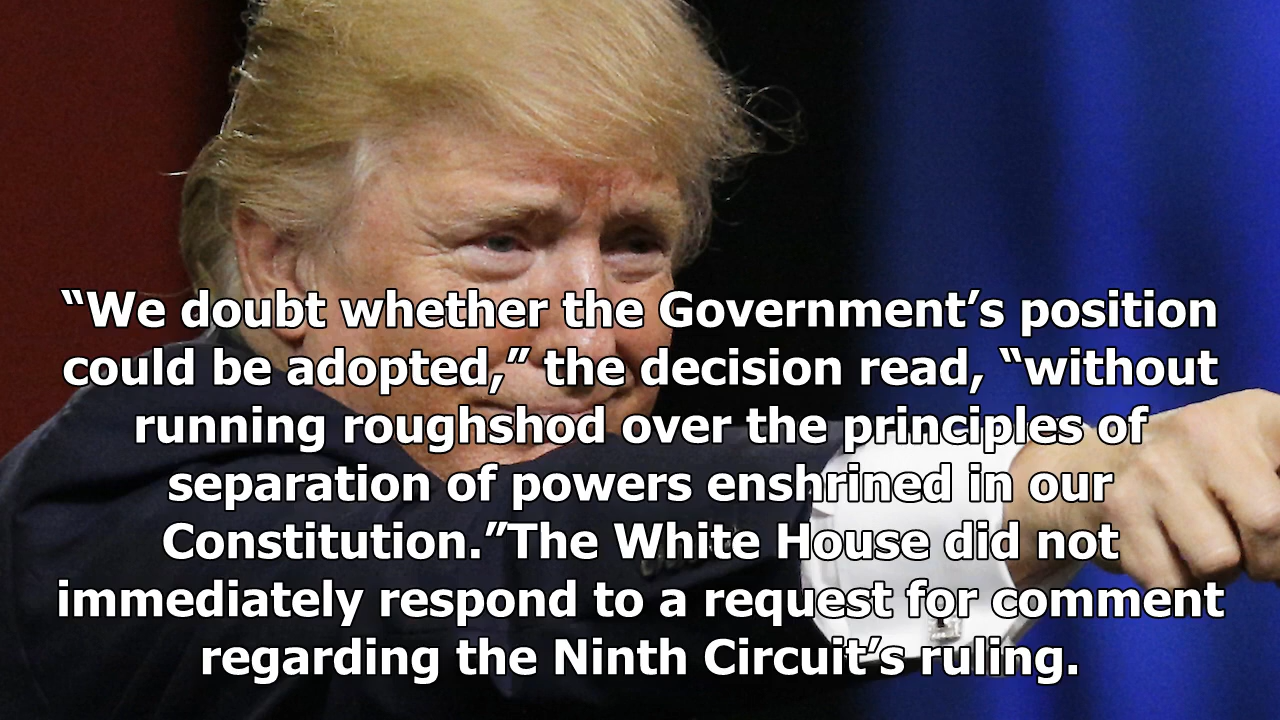 “We doubt whether the Government’s position
could be adopted,” the decision read, “without
running roughshod over the principles of
separation of powers enshrined in our
Constitution.”The White House did not
immediately respond to a request for comment
regarding the Ninth Circuit’s ruling.